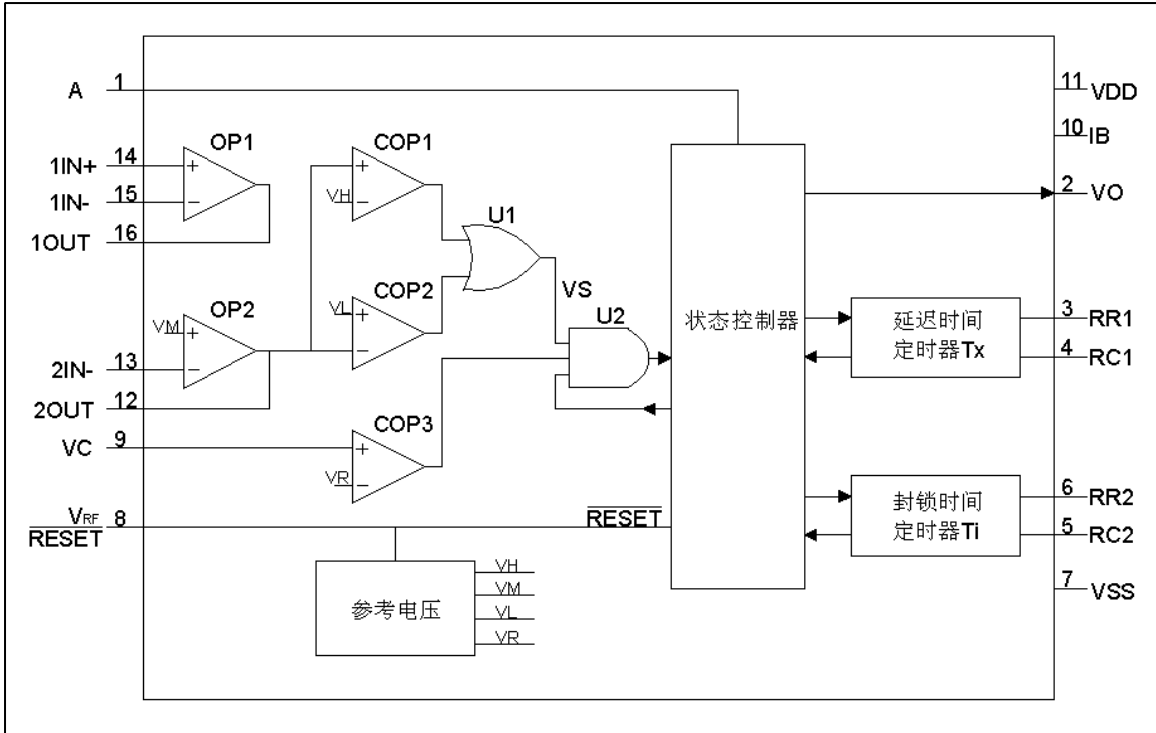 A 1
11 VDD
10 IB
OP1
COP1
1IN+ 14
+
+
1IN- 15
−
VH −
2 VO
1OUT 16
U1
VS
OP2
COP2
U2
VM +
VL +
状态控制器
延迟时间
定时器Tx
3 RR1
4 RC1
2IN- 13
−
−
2OUT 12
COP3
VC 9
+
VR −
封锁时间
定时器Ti
6 RR2
5 RC2
VRF 8
RESET
RESET
7 VSS
参考电压
VH
VM
VL
VR